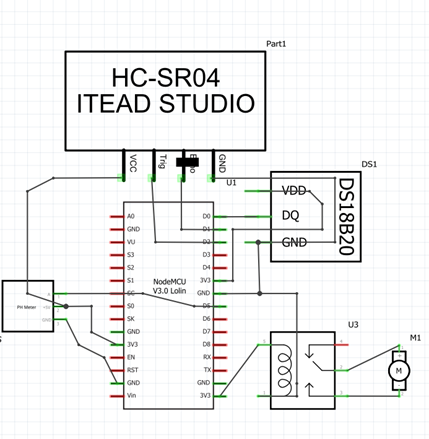 Part1
HC-SR04
ITEAD STUDIO
VCC
Trig
GND
U1
DS1
VDD
DQ
GND
DS18B20
A0
GND
VU
S3
S2
S1
SC
S0
SK
GND
3V3
EN
RST
GND
Vin
NodeMCU
V3.0 Lolin
D0
D1
D2
D3
D4
3V3
GND
D5
D6
D7
D8
RX
TX
GND
3V3
PH Meter
U3
M1
M